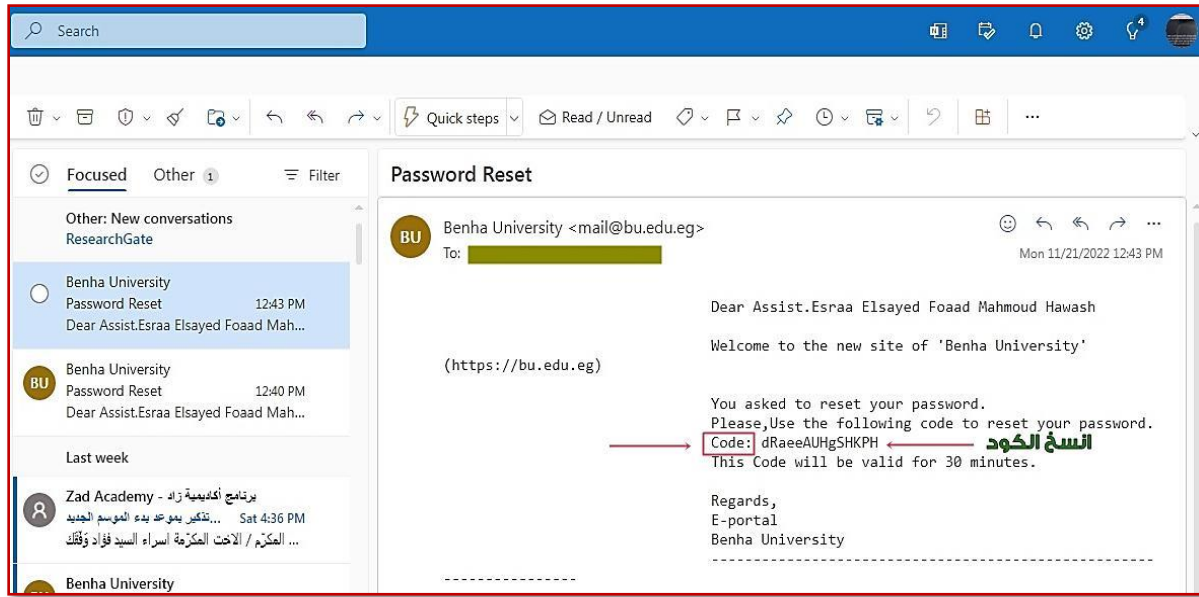 Search
4
Quick steps
Read / Unread
Focused
Other 1
Filter
Other: New conversations
ResearchGate
Benha University
Password Reset 12:43 PM
Dear Assist.Esraa Elsayed Foaad Mah...
BU
Benha University
Password Reset 12:40 PM
Dear Assist.Esraa Elsayed Foaad Mah...
Last week
Zad Academy - برنامج أكاديمية زاد
...تذكير بموعد بدء الموسم الجديد Sat 4:36 PM
... المكرّم / الاخت المكرّمة اسراء السيد فؤاد وَفَّقَك
Benha University
Password Reset
BU
Benha University <mail@bu.edu.eg>
To:
Mon 11/21/2022 12:43 PM
Dear Assist.Esraa Elsayed Foaad Mahmoud Hawash
Welcome to the new site of 'Benha University'
(https://bu.edu.eg)
You asked to reset your password.
Please,Use the following code to reset your password.
Code: dRaeeAUHgSHKPH انسخ الكود
This Code will be valid for 30 minutes.
Regards,
E-portal
Benha University
-------------------------------------------------------
----------------